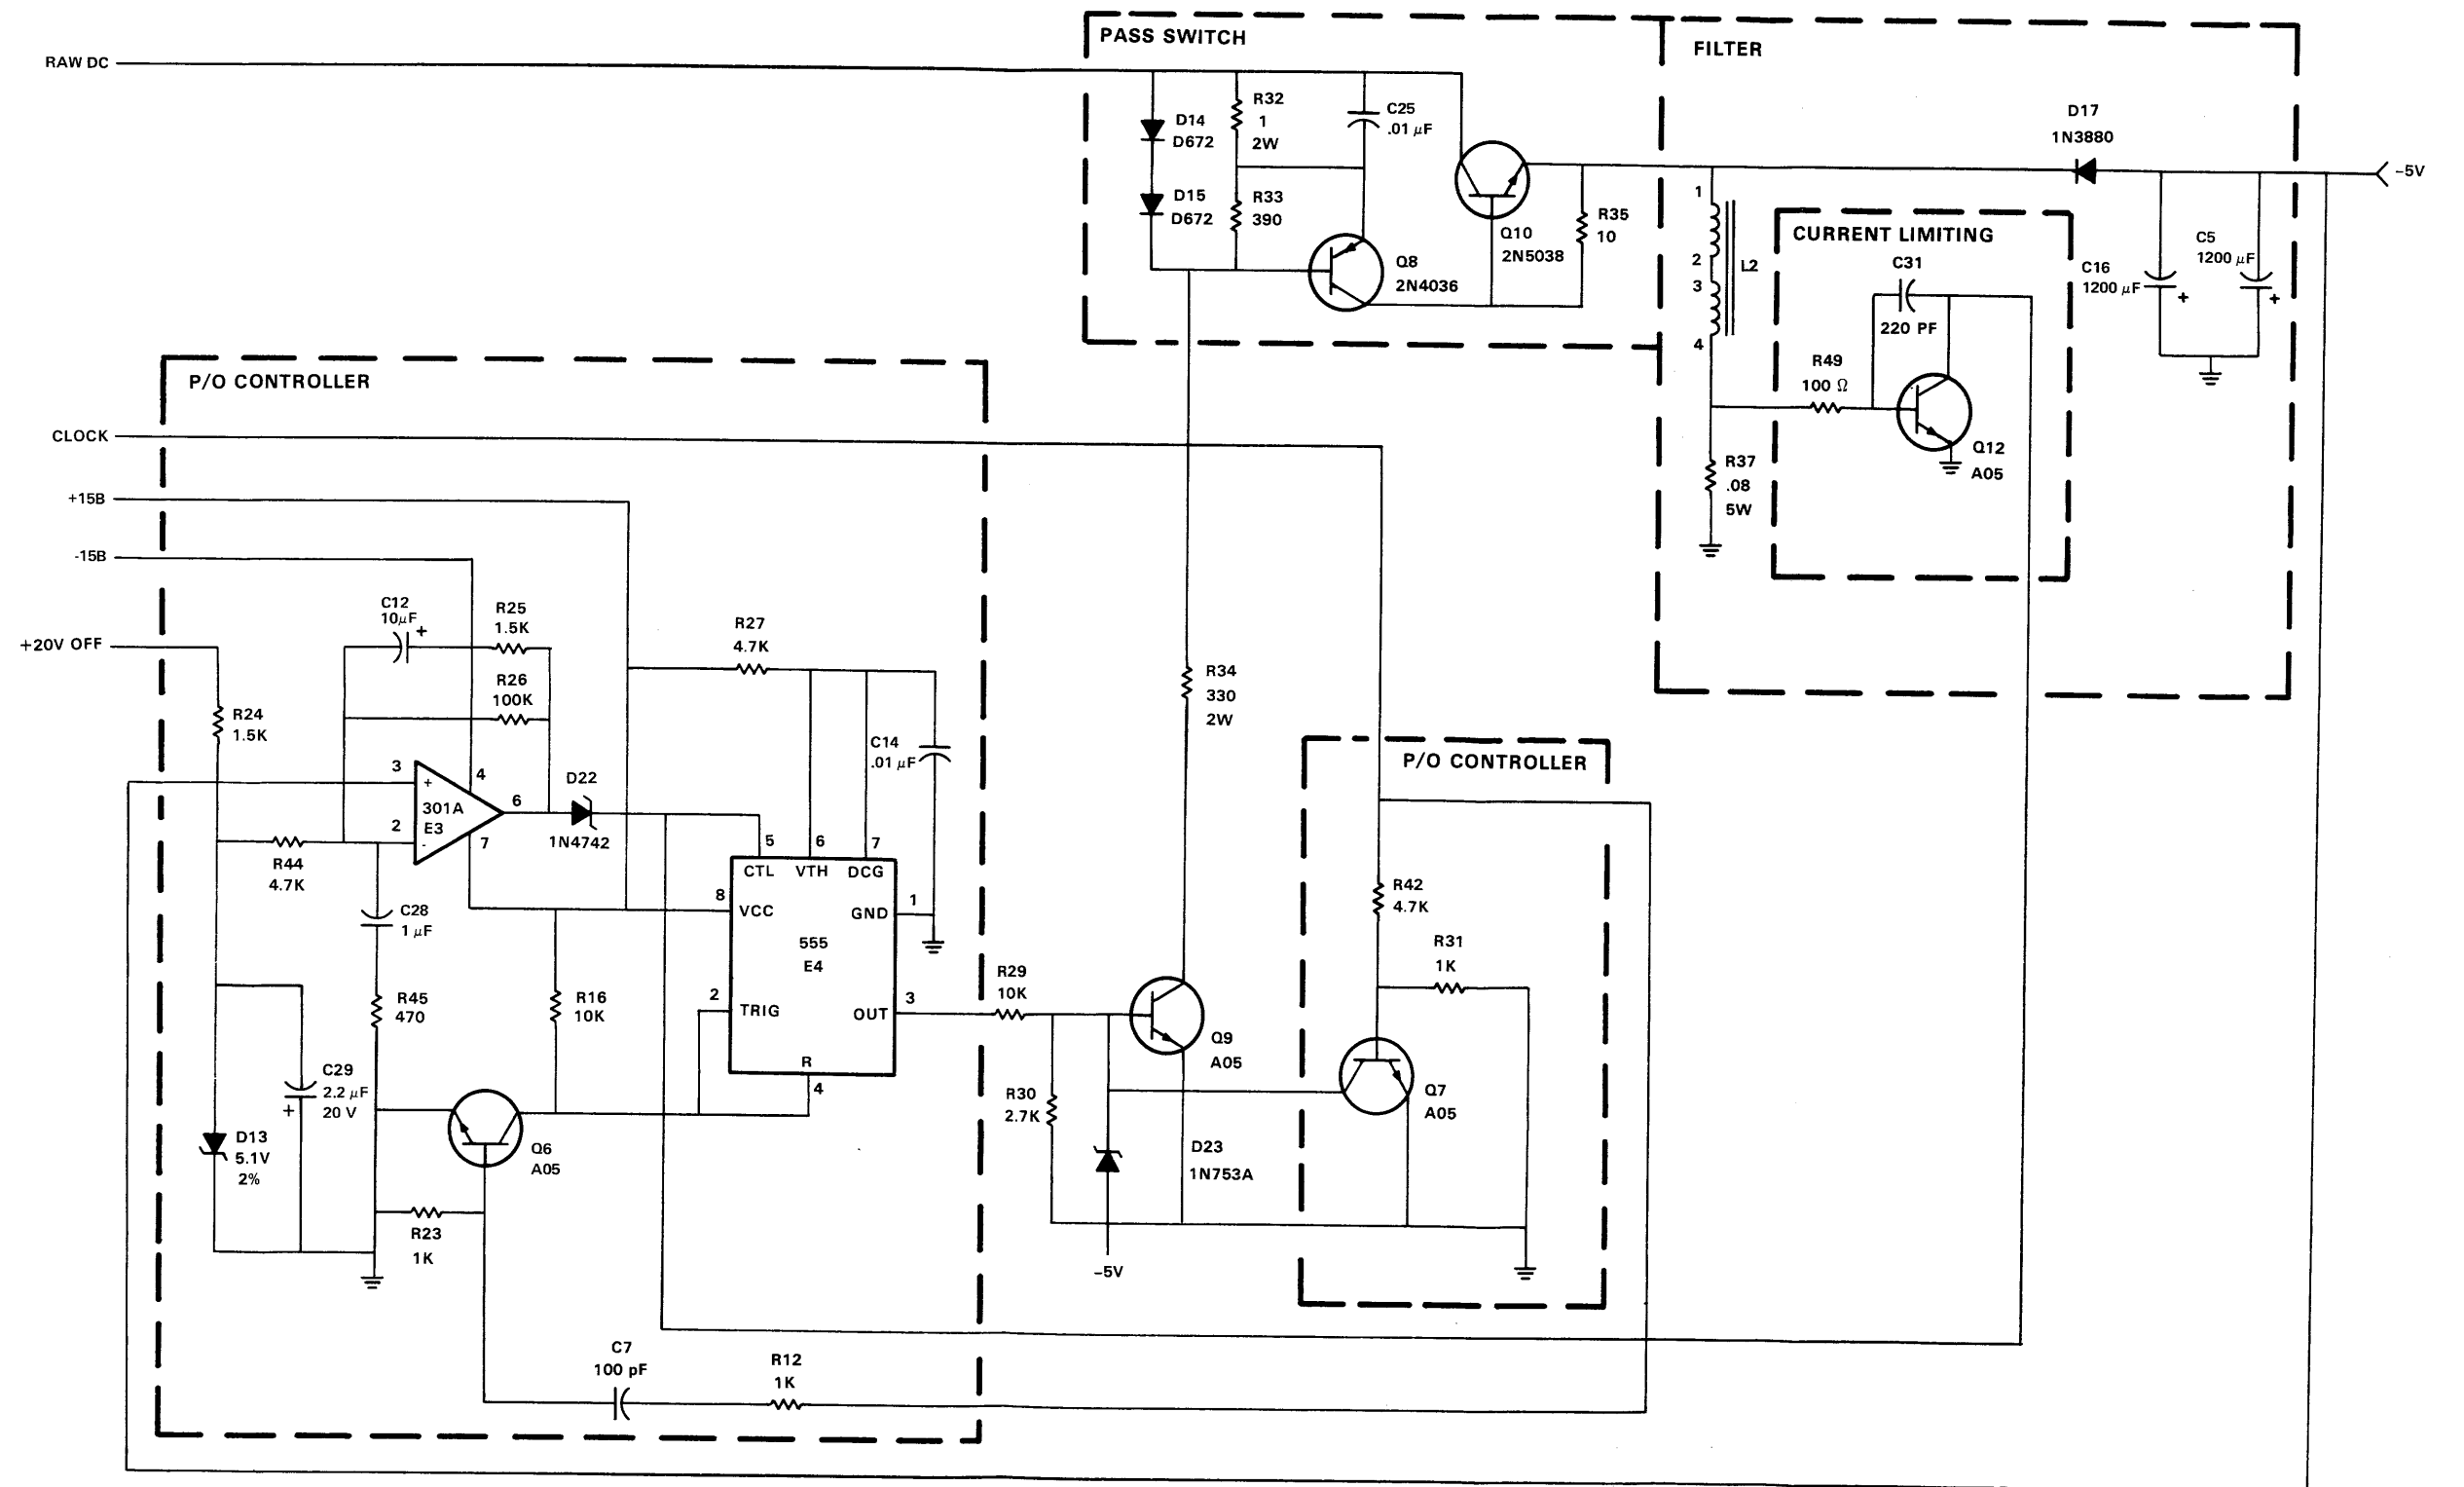 PASS SWITCH
FILTER
RAW DC
D14
D672
R32
1
2W
C25
.01 µF
D17
1N3880
-5V
D15
D672
R33
390
Q10
2N5038
R35
10
Q8
2N4036
1
2
3
4
L2
CURRENT LIMITING
C31
220 PF
R49
100 Ω
Q12
A05
C16
1200 µF
+
C5
1200 µF
+
R37
.08
5W
P/O CONTROLLER
CLOCK
+15B
-15B
+20V OFF
C12
10µF
+
R25
1.5K
R26
100K
R27
4.7K
R24
1.5K
C14
.01 µF
R34
330
2W
3
+
4
301A
E3
2
-
7
6
D22
1N4742
R44
4.7K
5
6
7
CTL
VTH
DCG
8
VCC
GND
1
555
E4
2
TRIG
OUT
3
R
4
C28
1 µF
R45
470
R16
10K
C29
2.2 µF
20 V
+
D13
5.1V
2%
Q6
A05
R23
1K
R29
10K
Q9
A05
R30
2.7K
D23
1N753A
-5V
P/O CONTROLLER
R42
4.7K
R31
1K
Q7
A05
C7
100 pF
R12
1K